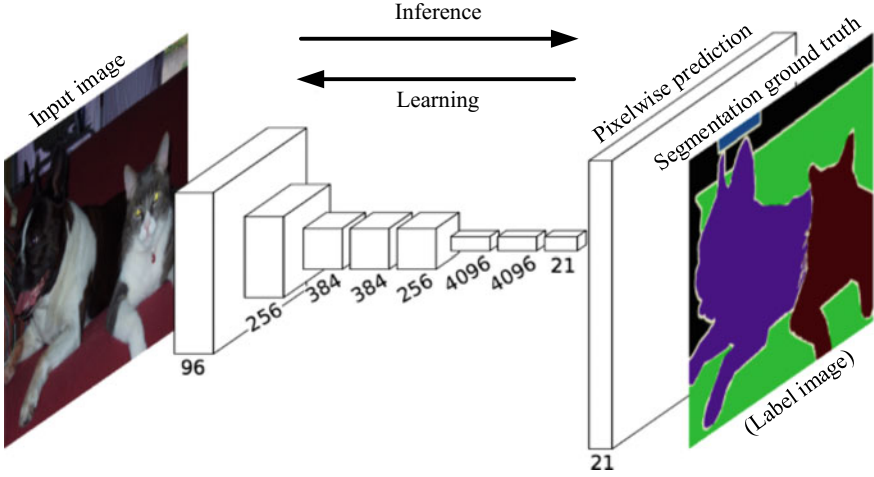 Inference
Learning
Input image
Pixelwise prediction
Segmentation ground truth
96
256
384
384
256
4096
4096
21
21
(Label image)